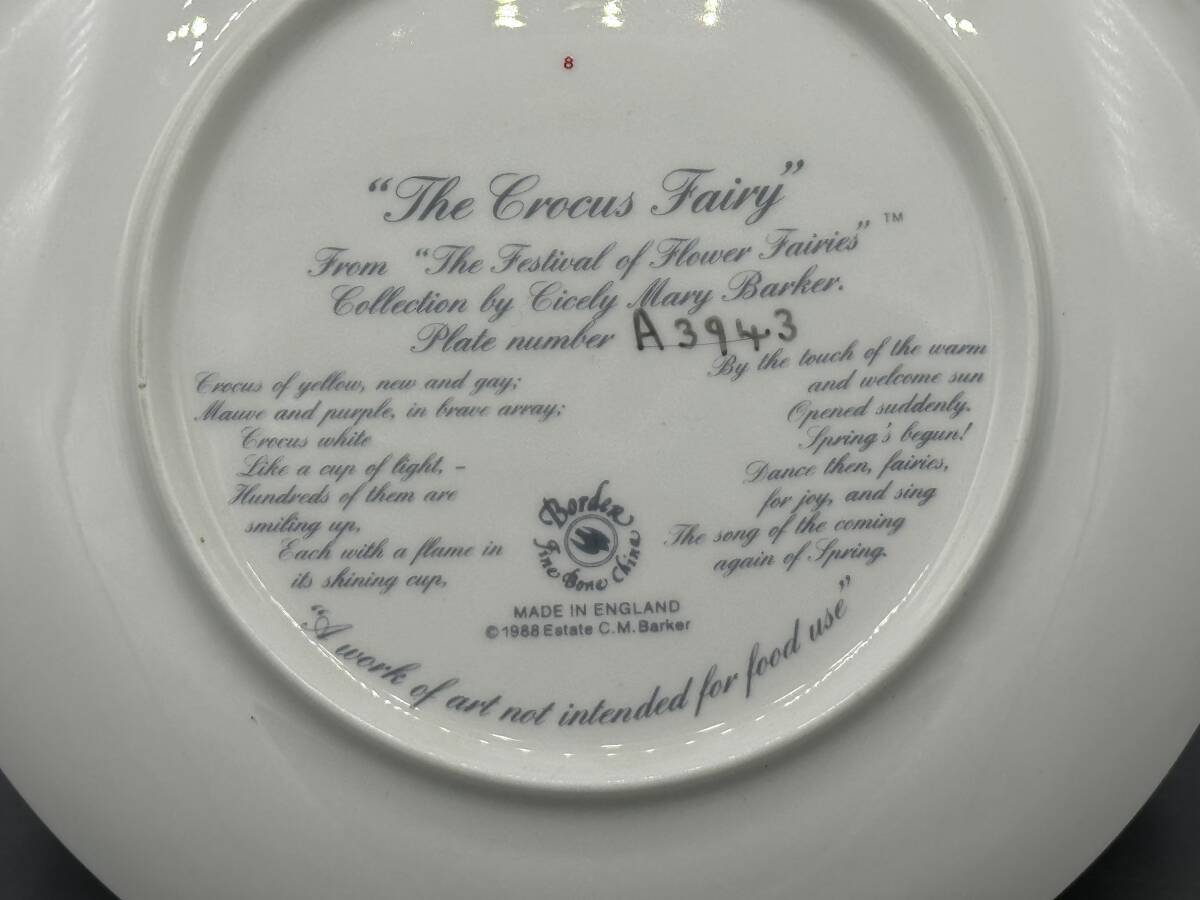 8
“The Crocus Fairy”
From “The Festival of Flower Fairies” ™
Collection by Cicely Mary Barker.
Plate number A3943
Crocus of yellow, new and gay;
Mauve and purple, in brave array;
Crocus white
Like a cup of light, –
Hundreds of them are
smiling up,
Each with a flame in
its shining cup,
By the touch of the warm
and welcome sun
Opened suddenly.
Spring's begun!
Dance then, fairies,
for joy, and sing
The song of the coming
again of Spring.
Border
Fine Bone China
MADE IN ENGLAND
©1988 Estate C.M. Barker
“A work of art not intended for food use”